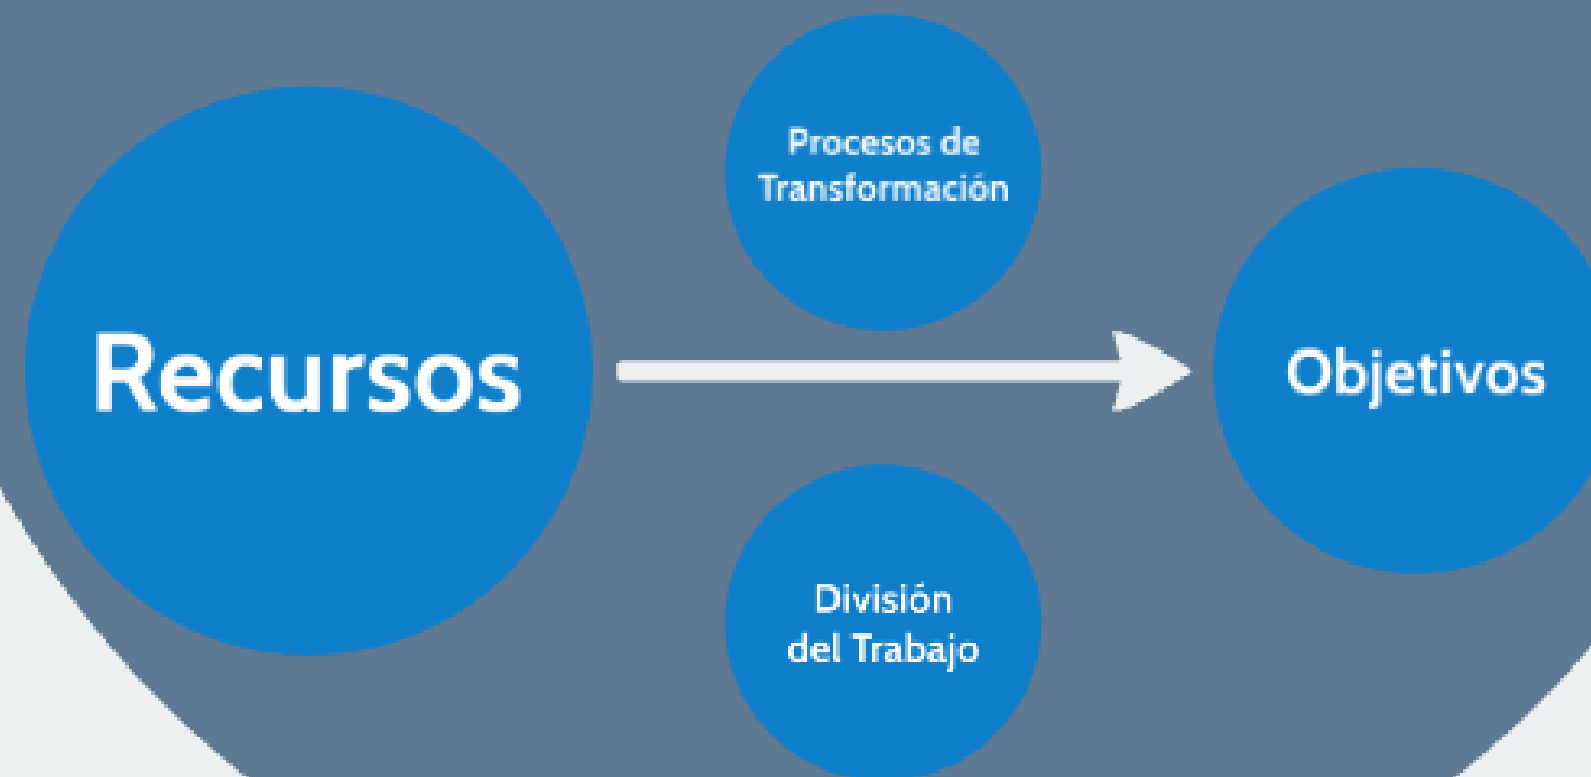 Procesos de
Transformación
Recursos
Objetivos
División
del Trabajo